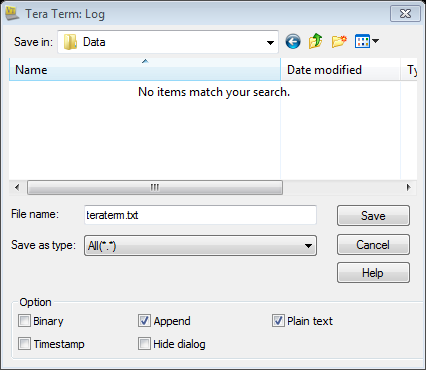 Tera Term: Log
Save in: Data
Name Date modified Ty
No items match your search.
File name: teraterm.txt Save
Save as type: All(*.*) Cancel
Help
Option
Binary Append Plain text
Timestamp Hide dialog